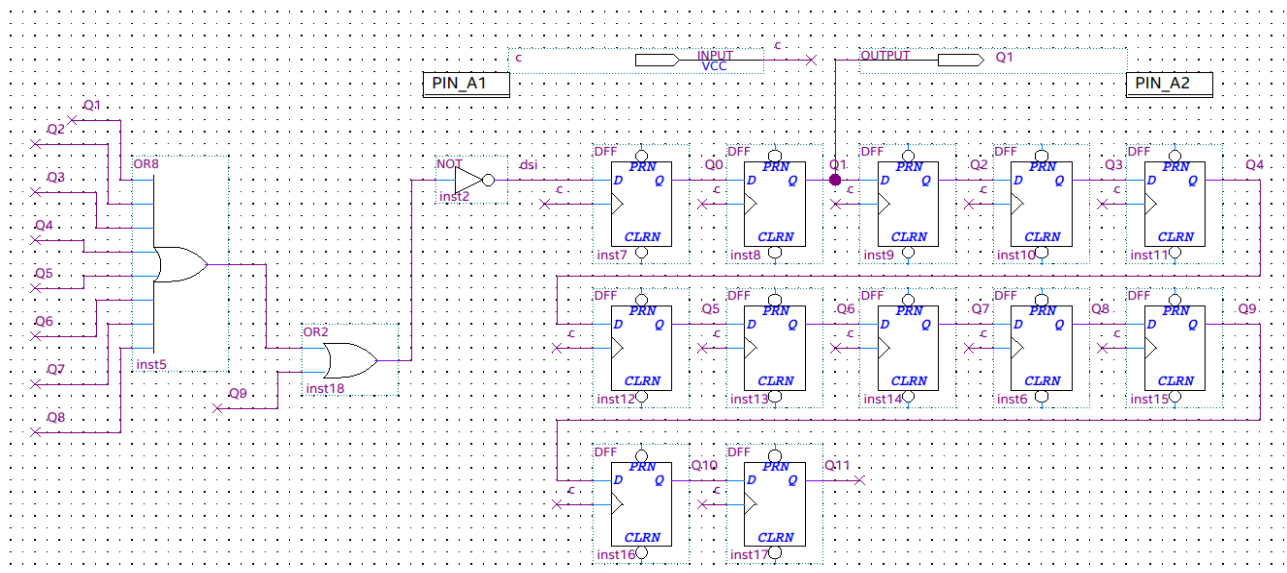 c
INPUT
VCC
c
OUTPUT
Q1
PIN_A1
PIN_A2
Q1
Q2
Q3
Q4
Q5
Q6
Q7
Q8
OR8
inst5
Q9
OR2
inst18
NOT
inst2
dsi
DFF
PRN
D
Q
CLRN
inst7
c
Q0
DFF
PRN
D
Q
CLRN
inst8
c
Q1
DFF
PRN
D
Q
CLRN
inst9
c
Q2
DFF
PRN
D
Q
CLRN
inst10
c
Q3
DFF
PRN
D
Q
CLRN
inst11
c
Q4
DFF
PRN
D
Q
CLRN
inst12
c
Q5
DFF
PRN
D
Q
CLRN
inst13
c
Q6
DFF
PRN
D
Q
CLRN
inst14
c
Q7
DFF
PRN
D
Q
CLRN
inst6
c
Q8
DFF
PRN
D
Q
CLRN
inst15
c
Q9
DFF
PRN
D
Q
CLRN
inst16
c
Q10
DFF
PRN
D
Q
CLRN
inst17
c
Q11